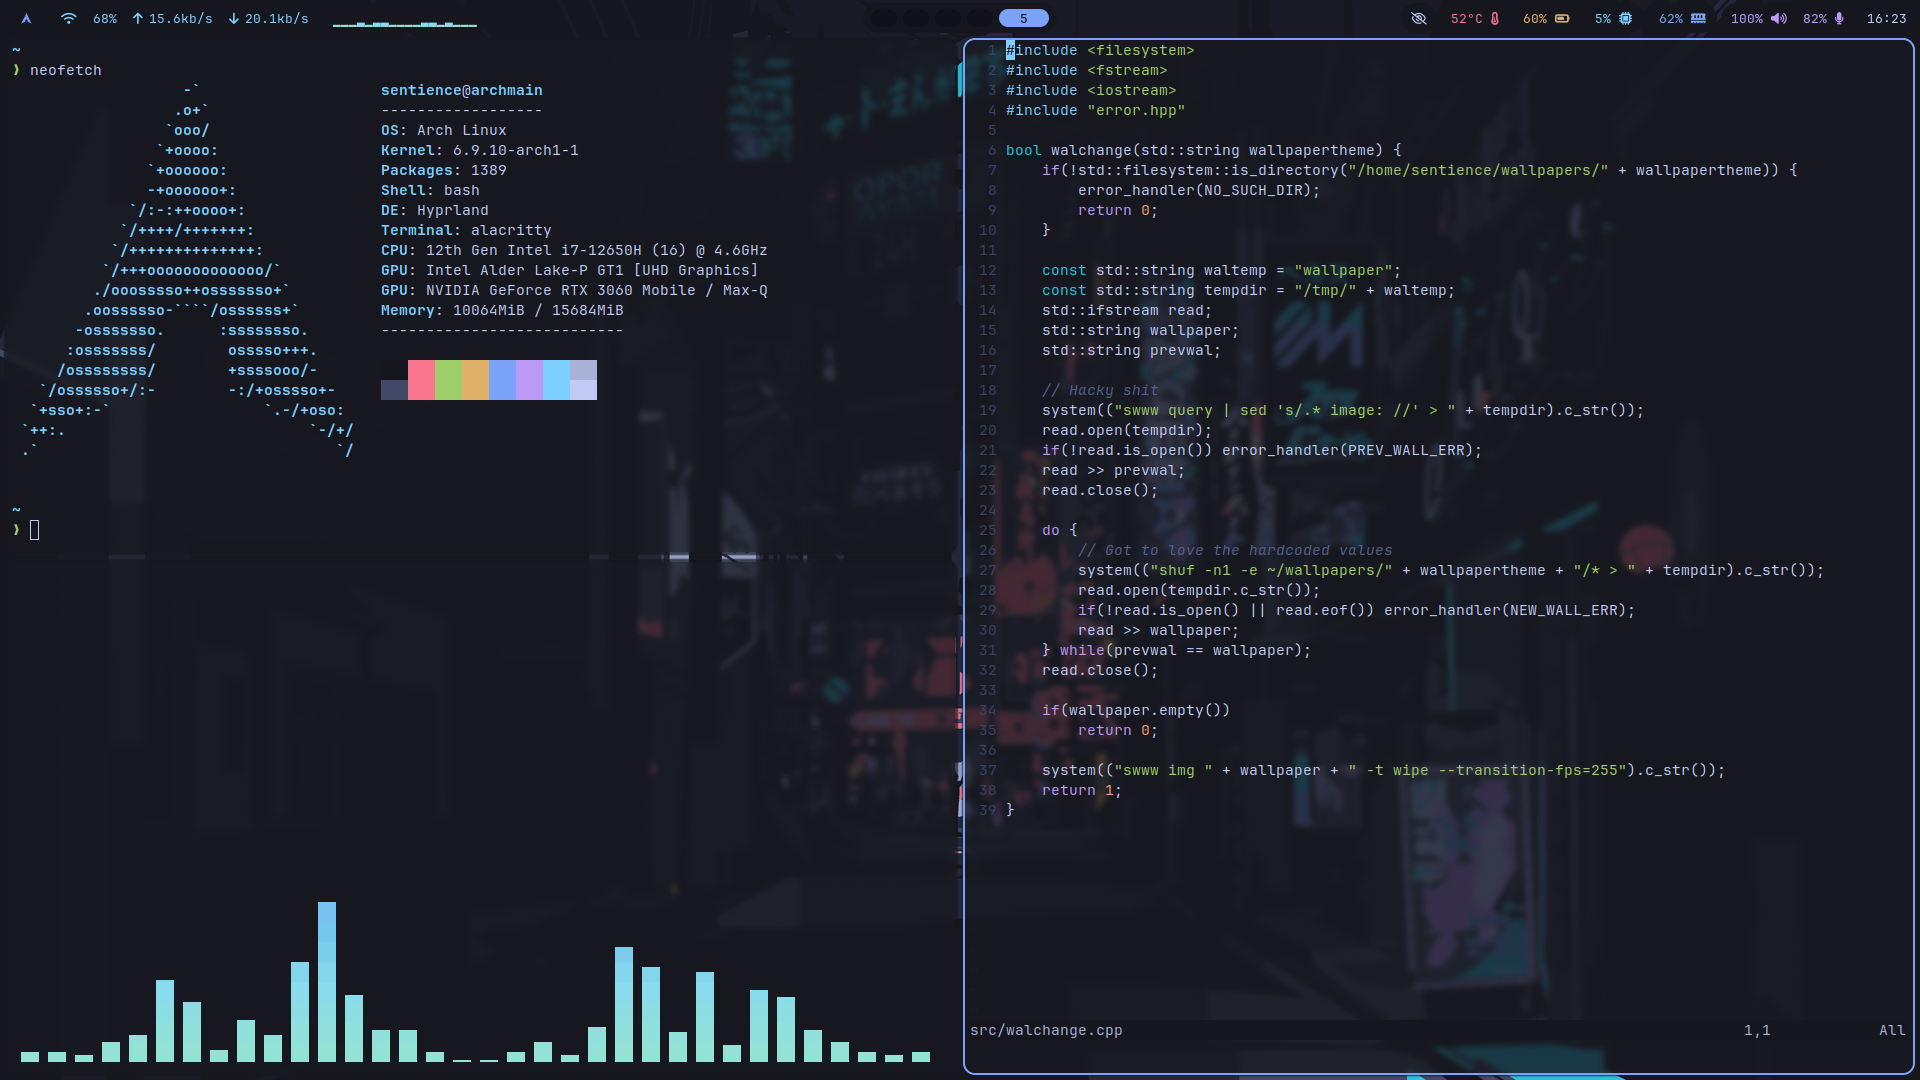 68% ↑ 15.6kb/s ↓ 20.1kb/s
5
52°C 60% 5% 62% 100% 82% 16:23
~
❯ neofetch
-`
.o+`
`ooo/
`+oooo:
`+oooooo:
-+oooooo+:
`/:-:++oooo+:
`/++++/+++++++:
`/++++++++++++++:
`/+++ooooooooooooo/`
./ooosssso++osssssso+`
.oossssso-````/ossssss+`
-osssssso. :ssssssso.
:osssssss/ osssso+++.
/ossssssss/ +ssssooo/-
`/ossssso+/:- -:/+osssso+-
`+sso+:-` `.-/+oso:
`++:. `-/+/
.` `/
sentience@archmain
------------------
OS: Arch Linux
Kernel: 6.9.10-arch1-1
Packages: 1389
Shell: bash
DE: Hyprland
Terminal: alacritty
CPU: 12th Gen Intel i7-12650H (16) @ 4.6GHz
GPU: Intel Alder Lake-P GT1 [UHD Graphics]
GPU: NVIDIA GeForce RTX 3060 Mobile / Max-Q
Memory: 10064MiB / 15684MiB
---------------------------
~
❯
1 #include <filesystem>
2 #include <fstream>
3 #include <iostream>
4 #include "error.hpp"
5
6 bool walchange(std::string wallpapertheme) {
7     if(!std::filesystem::is_directory("/home/sentience/wallpapers/" + wallpapertheme)) {
8         error_handler(NO_SUCH_DIR);
9         return 0;
10     }
11
12     const std::string waltemp = "wallpaper";
13     const std::string tempdir = "/tmp/" + waltemp;
14     std::ifstream read;
15     std::string wallpaper;
16     std::string prevwal;
17
18     // Hacky shit
19     system(("swww query | sed 's/.* image: //' > " + tempdir).c_str());
20     read.open(tempdir);
21     if(!read.is_open()) error_handler(PREV_WALL_ERR);
22     read >> prevwal;
23     read.close();
24
25     do {
26         // Got to love the hardcoded values
27         system(("shuf -n1 -e ~/wallpapers/" + wallpapertheme + "/* > " + tempdir).c_str());
28         read.open(tempdir.c_str());
29         if(!read.is_open() || read.eof()) error_handler(NEW_WALL_ERR);
30         read >> wallpaper;
31     } while(prevwal == wallpaper);
32     read.close();
33
34     if(wallpaper.empty())
35         return 0;
36
37     system(("swww img " + wallpaper + " -t wipe --transition-fps=255").c_str());
38     return 1;
39 }
src/walchange.cpp 1,1 All